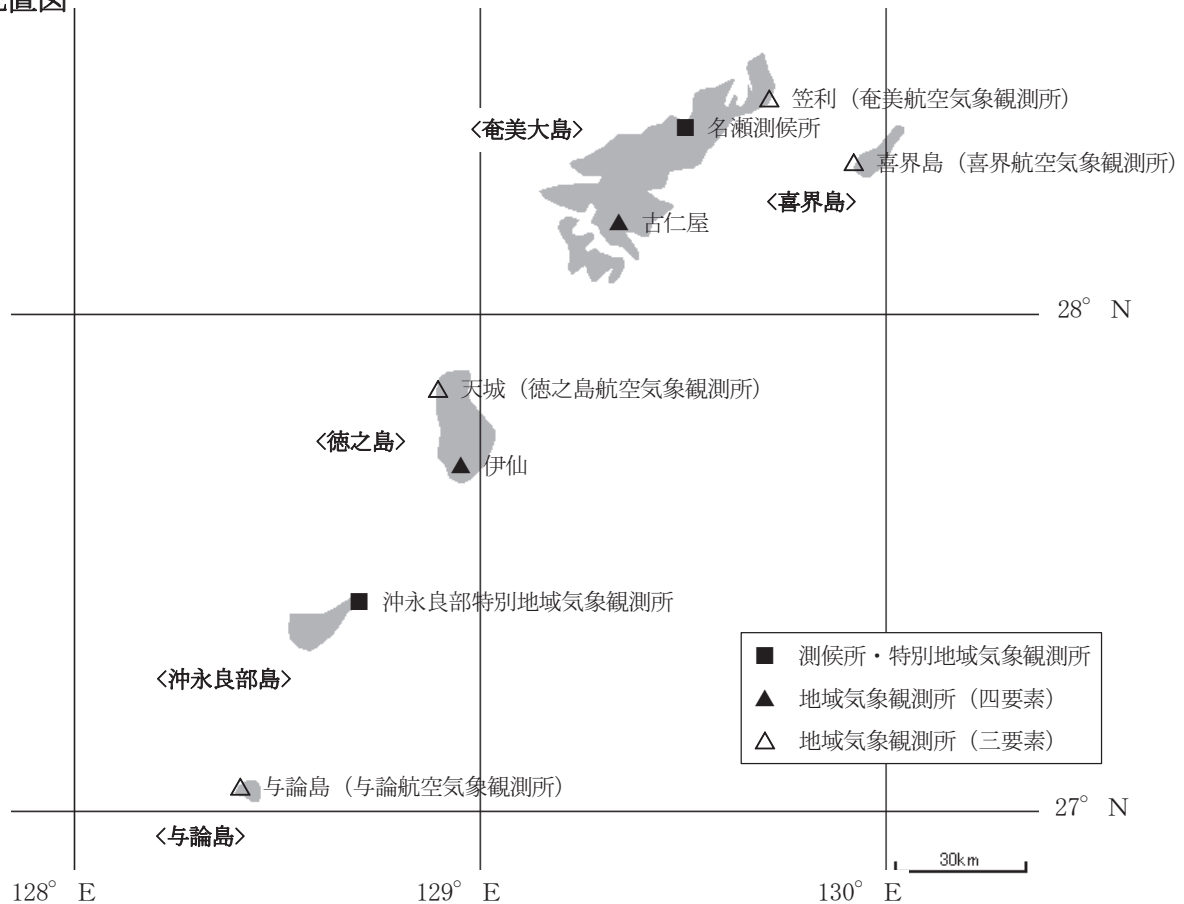 置図
笠利（奄美航空気象観測所）
<奄美大島>
名瀬測候所
喜界島（喜界航空気象観測所）
<喜界島>
古仁屋
28° N
天城（徳之島航空気象観測所）
<徳之島>
伊仙
沖永良部特別地域気象観測所
<沖永良部島>
測候所・特別地域気象観測所
地域気象観測所（四要素）
地域気象観測所（三要素）
与論島（与論航空気象観測所）
27° N
<与論島>
30km
128° E
129° E
130° E